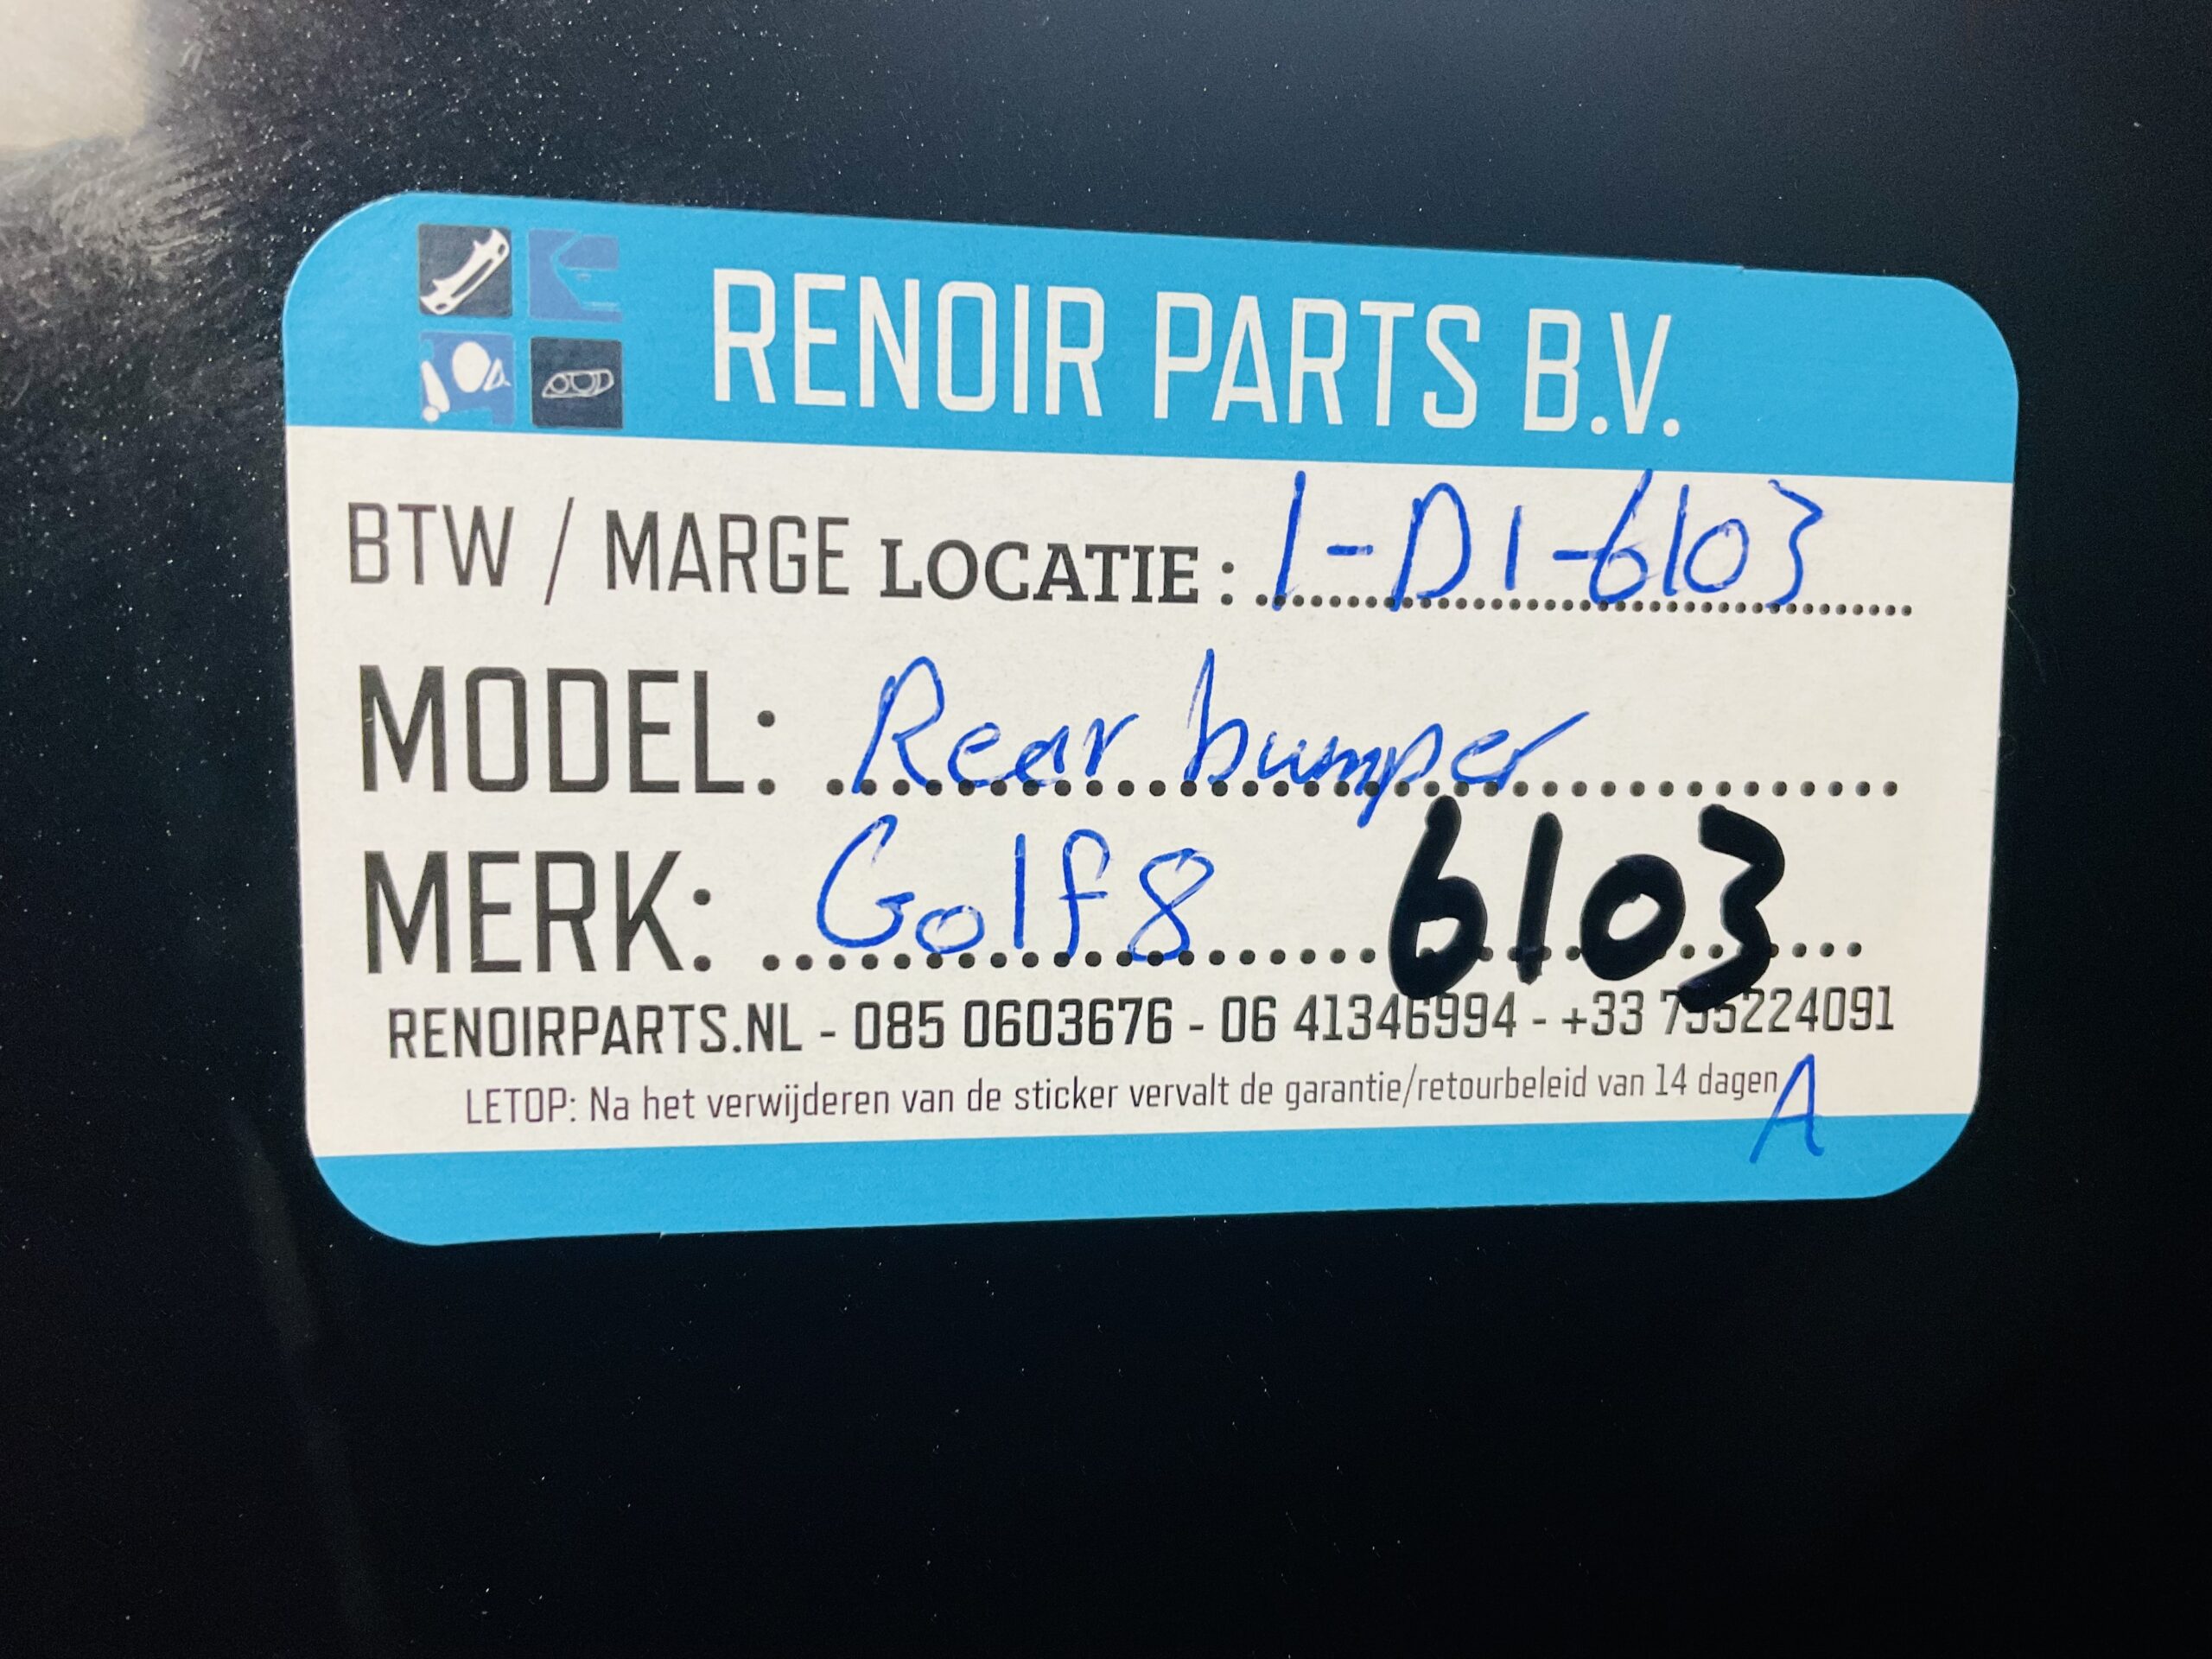 RENOIR PARTS B.V.
BTW / MARGE LOCATIE : 1-D1-6103
MODEL: Rear bumper
MERK: Golf 8 6103
RENOIRPARTS.NL - 085 0603676 - 06 41346994 - +33 755224091
LETOP: Na het verwijderen van de sticker vervalt de garantie/retourbeleid van 14 dagen
A